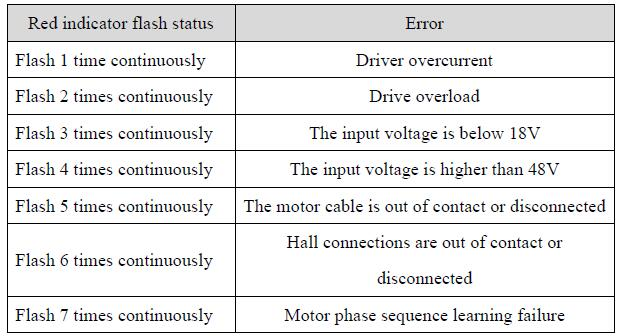 Red indicator flash status
Error
Flash 1 time continuously
Driver overcurrent
Flash 2 times continuously
Drive overload
Flash 3 times continuously
The input voltage is below 18V
Flash 4 times continuously
The input voltage is higher than 48V
Flash 5 times continuously
The motor cable is out of contact or disconnected
Flash 6 times continuously
Hall connections are out of contact or
disconnected
Flash 7 times continuously
Motor phase sequence learning failure